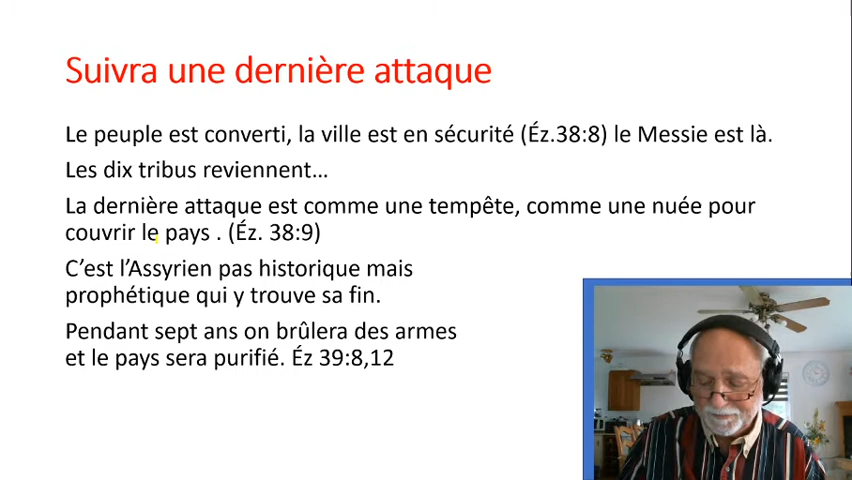 Suivra une dernière attaque
Le peuple est converti, la ville est en sécurité (Éz.38:8) le Messie est là.
Les dix tribus reviennent…
La dernière attaque est comme une tempête, comme une nuée pour
couvrir le pays . (Éz. 38:9)
C’est l’Assyrien pas historique mais
prophétique qui y trouve sa fin.
Pendant sept ans on brûlera des armes
et le pays sera purifié. Éz 39:8,12